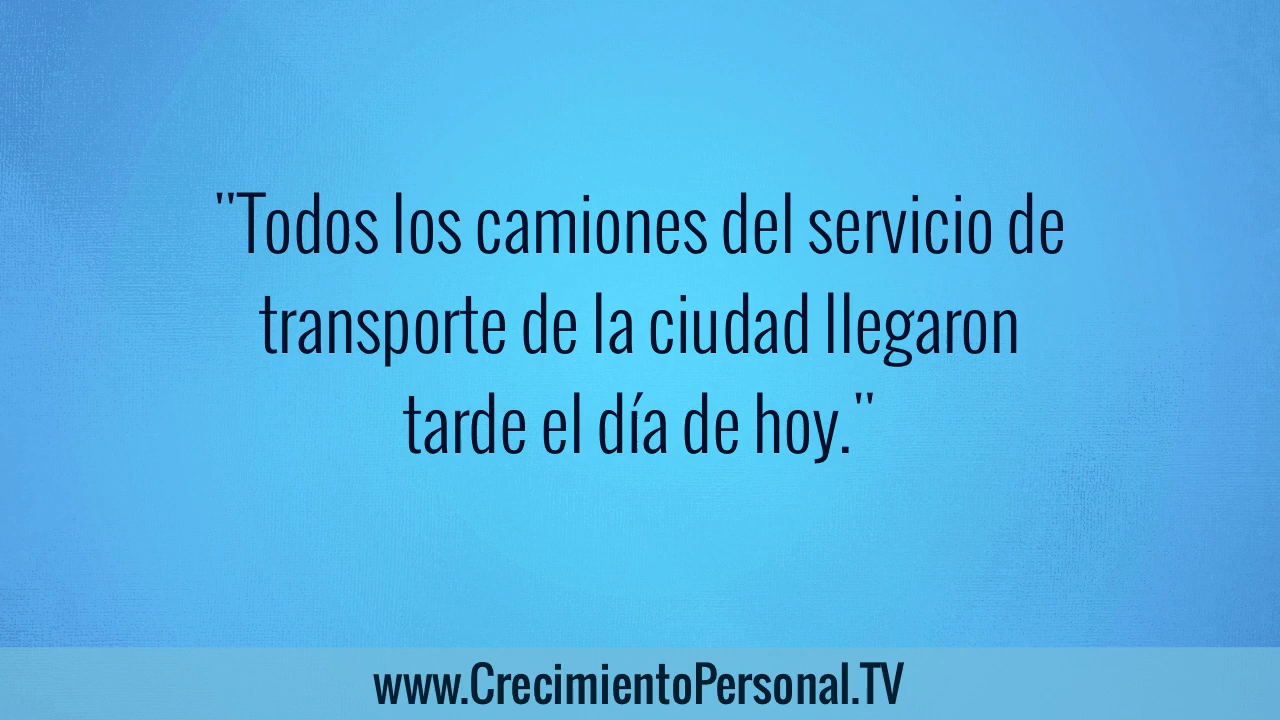 "Todos los camiones del servicio de
transporte de la ciudad llegaron
tarde el día de hoy."
www.CrecimientoPersonal.TV